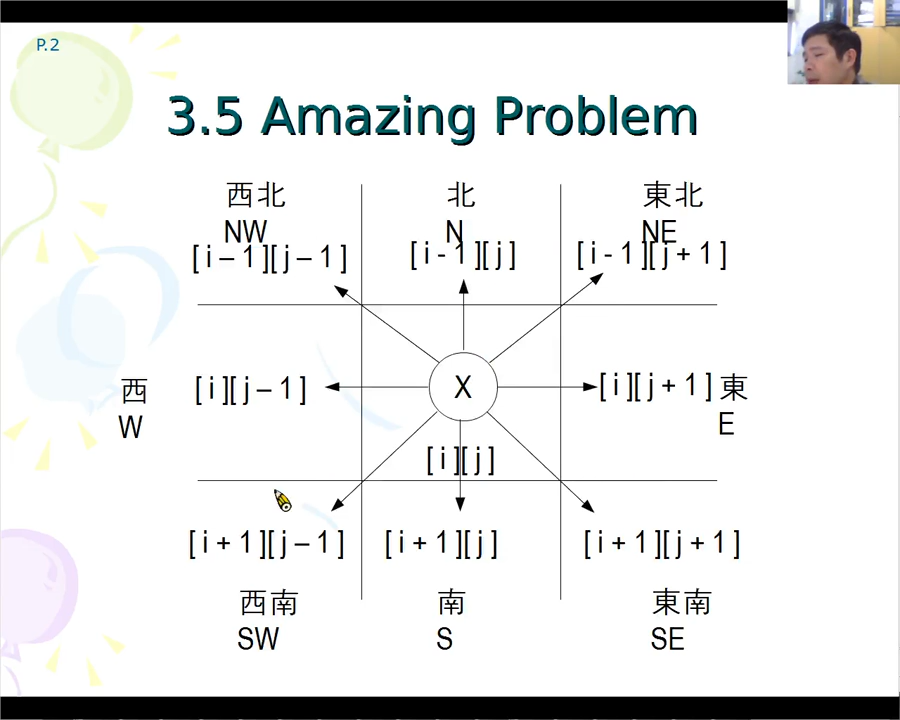 P.2
3.5 Amazing Problem
西北 北 東北
NW N NE
[ i – 1 ][ j – 1 ] [ i - 1 ][ j ] [ i - 1 ][ j + 1 ]
西 [ i ][ j – 1 ] X [ i ][ j + 1 ] 東
W E
[ i ][ j ]
[ i + 1 ][ j – 1 ] [ i + 1 ][ j ] [ i + 1 ][ j + 1 ]
西南 南 東南
SW S SE